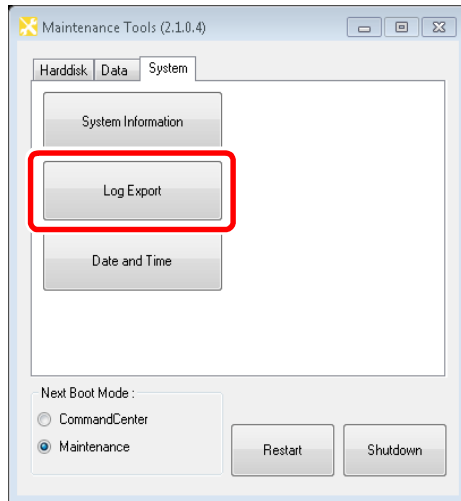 Maintenance Tools (2.1.0.4)
Harddisk Data System
System Information
Log Export
Date and Time
Next Boot Mode :
CommandCenter
Maintenance
Restart Shutdown